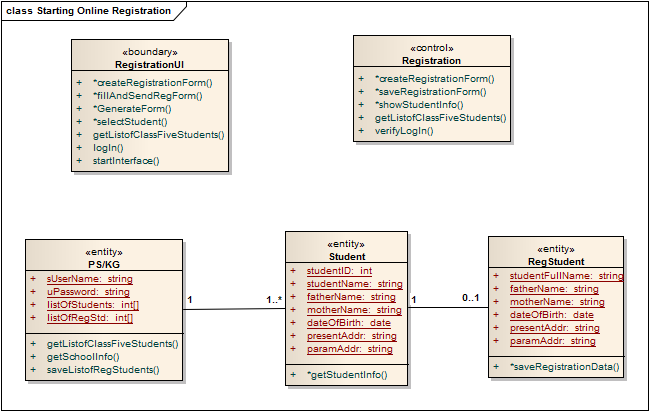 class Starting Online Registration
«boundary»
RegistrationUI
+ *createRegistrationForm()
+ *fillAndSendRegForm()
+ *GenerateForm()
+ *selectStudent()
+ getListofClassFiveStudents()
+ logIn()
+ startInterface()
«control»
Registration
+ *createRegistrationForm()
+ *saveRegistrationForm()
+ *showStudentInfo()
+ getListofClassFiveStudents()
+ verifyLogIn()
«entity»
PS/KG
+ sUserName: string
+ uPassword: string
+ listOfStudents: int[]
+ listOfRegStd: int[]
+ getListofClassFiveStudents()
+ getSchoolInfo()
+ saveListofRegStudents()
1
1..*
«entity»
Student
+ studentID: int
+ studentName: string
+ fatherName: string
+ motherName: string
+ dateOfBirth: date
+ presentAddr: string
+ paramAddr: string
+ *getStudentInfo()
1
0..1
«entity»
RegStudent
+ studentFullName: string
+ fatherName: string
+ motherName: string
+ dateOfBirth: date
+ presentAddr: string
+ paramAddr: string
+ *saveRegistrationData()